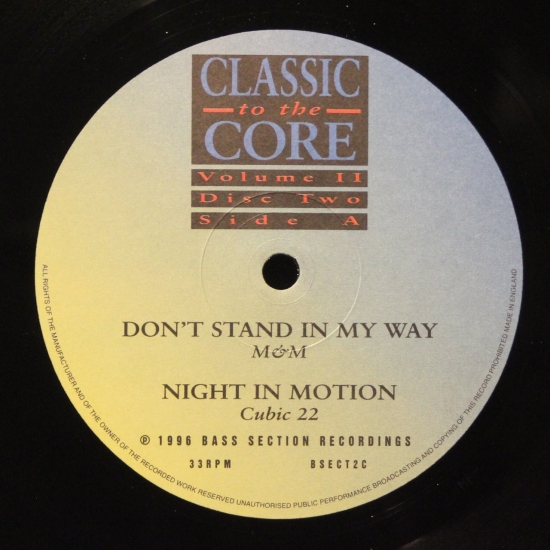 CLASSIC
to the
CORE
Volume II
Disc Two
Side A
DON'T STAND IN MY WAY
M&M
NIGHT IN MOTION
Cubic 22
℗ 1996 BASS SECTION RECORDINGS
33RPM BSECT2C
ALL RIGHTS OF THE MANUFACTURER AND OF THE OWNER OF THE RECORDED WORK RESERVED UNAUTHORISED PUBLIC PERFORMANCE BROADCASTING AND COPYING OF THIS RECORD PROHIBITED MADE IN ENGLAND